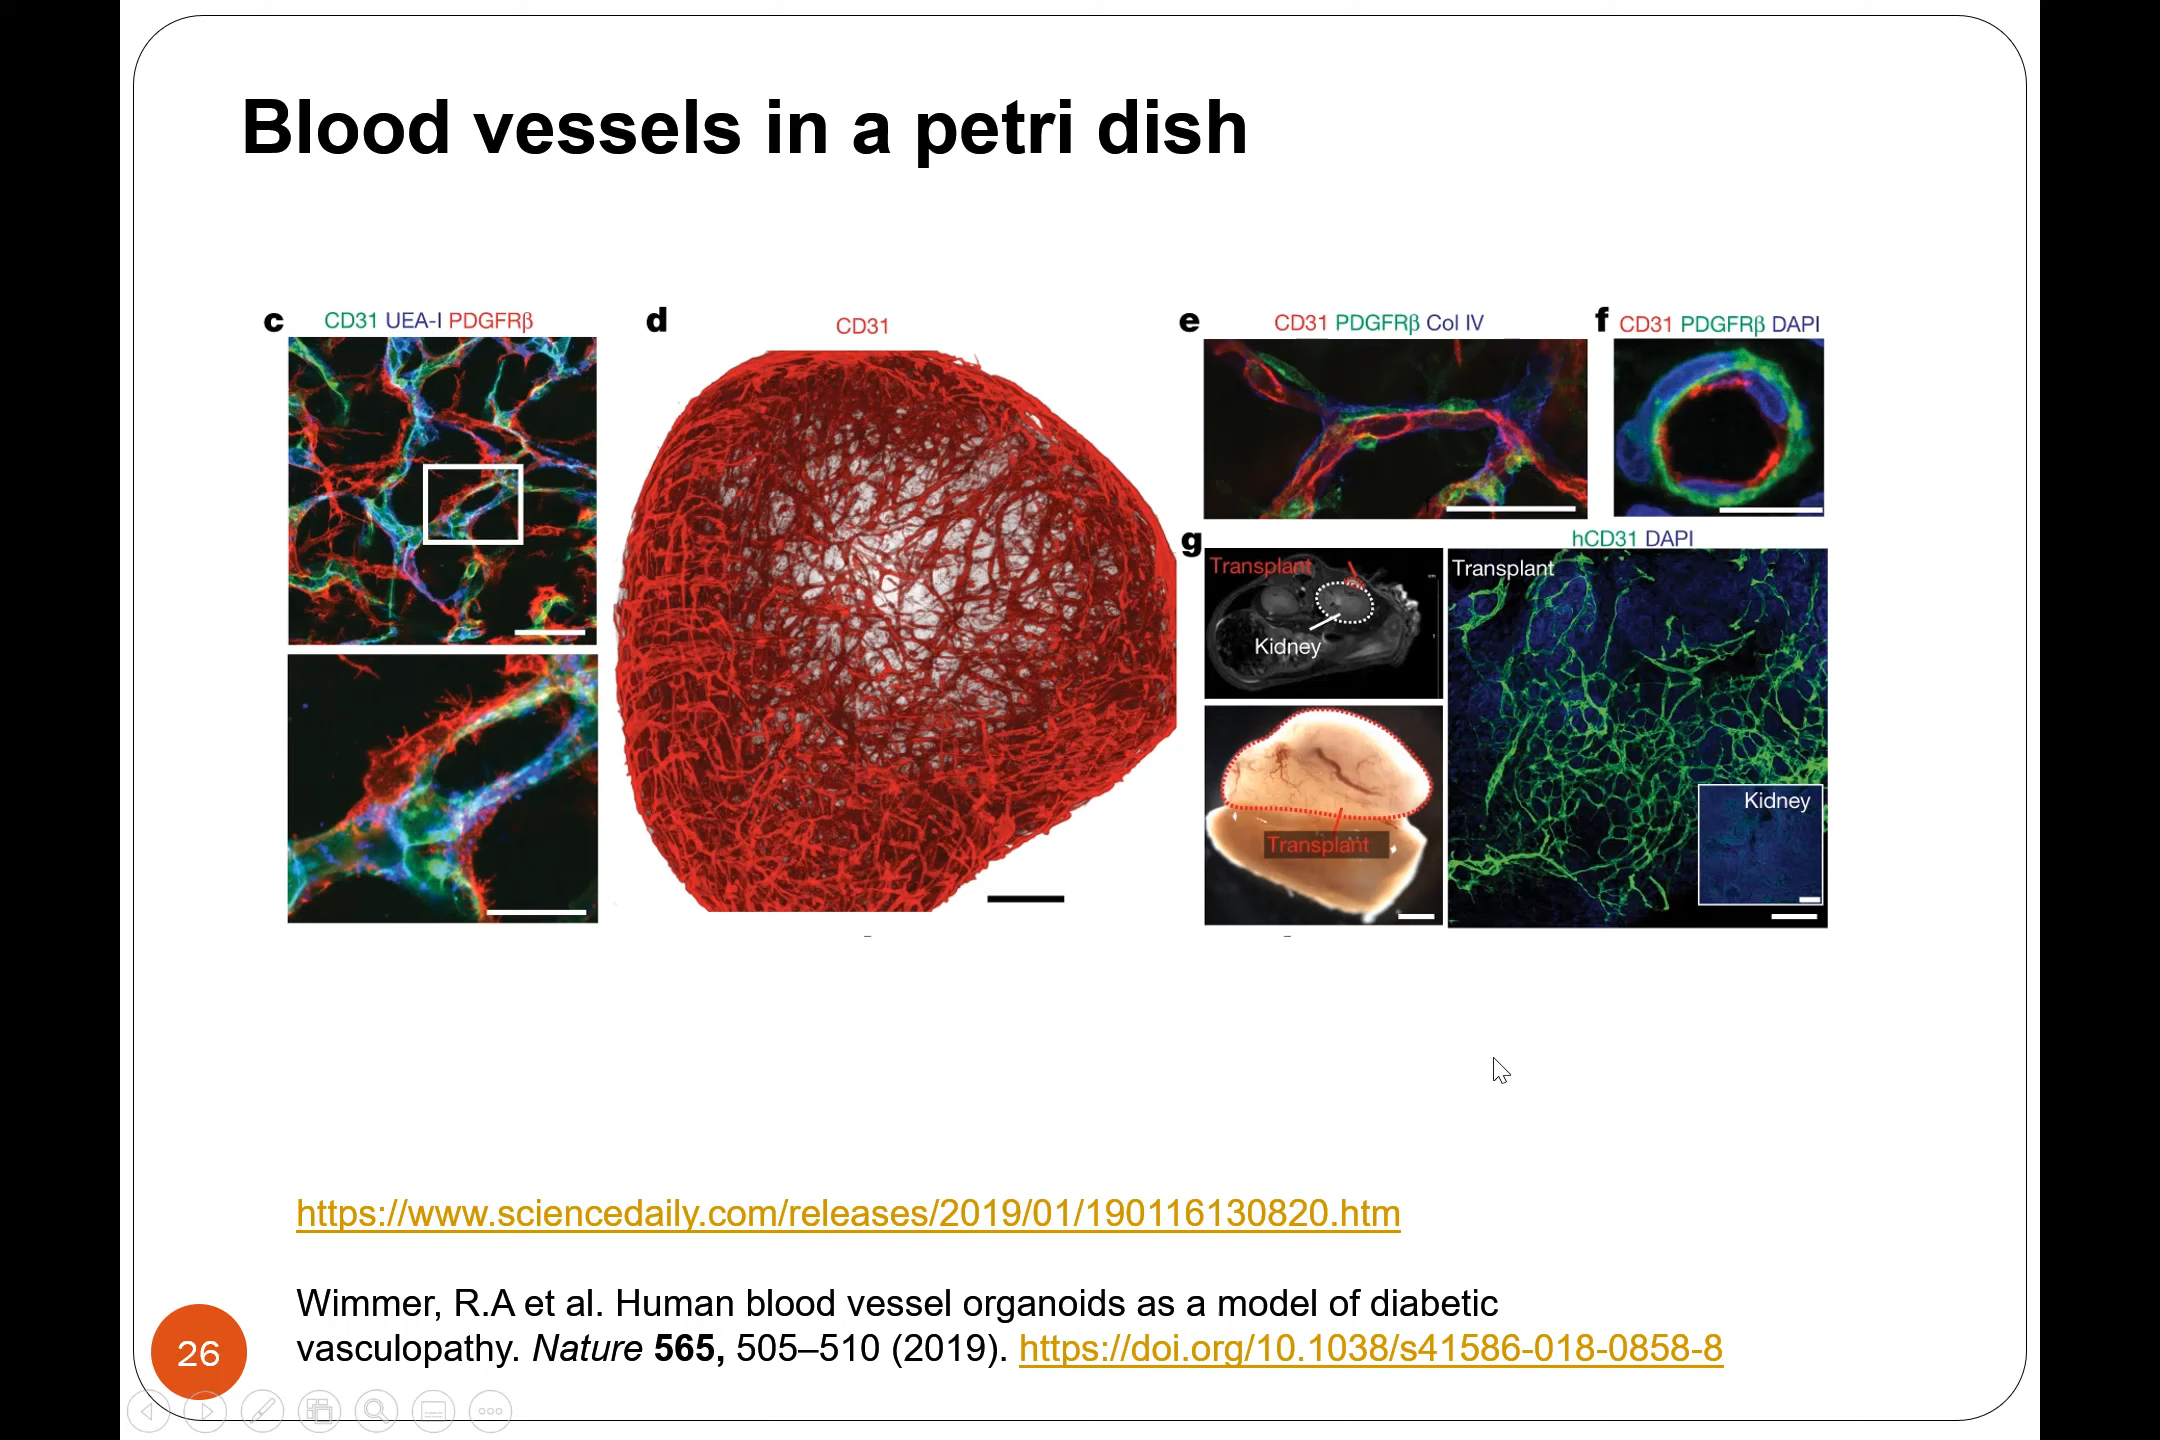 Blood vessels in a petri dish
c CD31 UEA-I PDGFRβ
d CD31
e CD31 PDGFRβ Col IV
f CD31 PDGFRβ DAPI
g
Transplant
Kidney
Transplant
hCD31 DAPI
Transplant
Kidney
https://www.sciencedaily.com/releases/2019/01/190116130820.htm
Wimmer, R.A et al. Human blood vessel organoids as a model of diabetic
vasculopathy. Nature 565, 505–510 (2019). https://doi.org/10.1038/s41586-018-0858-8
26